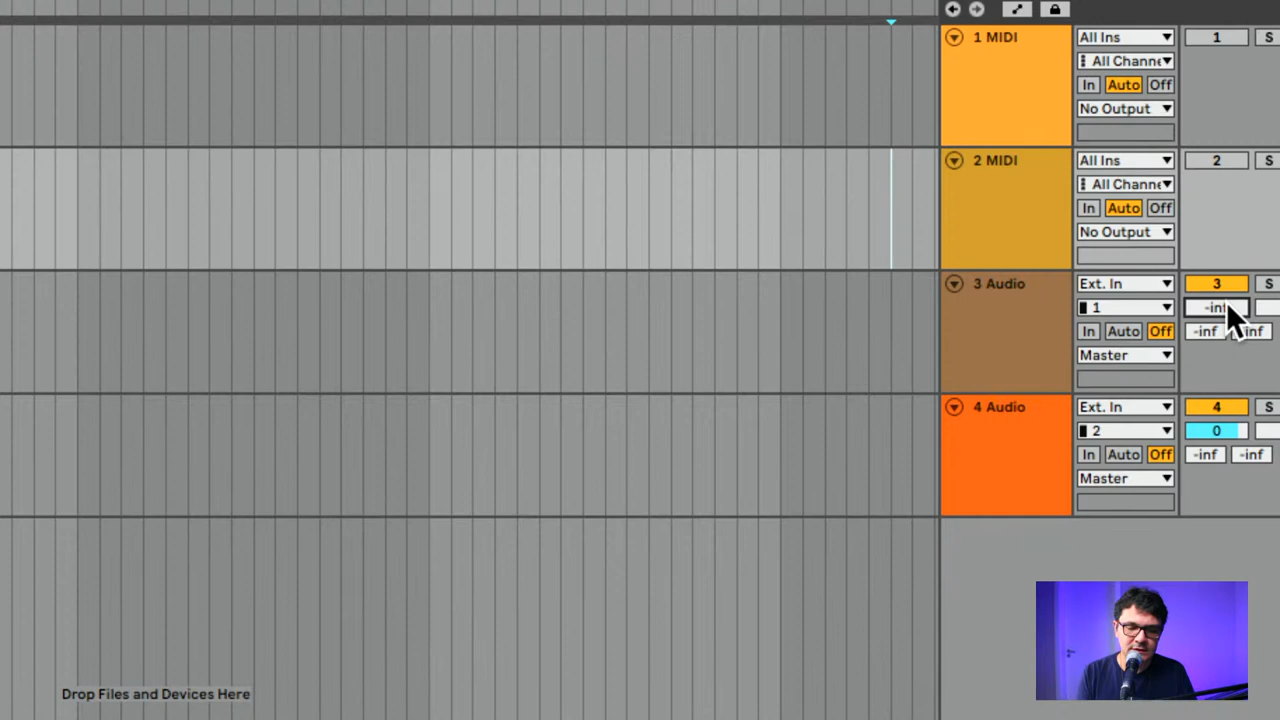 1 MIDI All Ins 1 S
All Channe
In Auto Off
No Output
2 MIDI All Ins 2 S
All Channe
In Auto Off
No Output
3 Audio Ext. In 3 S
1 -inf
In Auto Off -inf -inf
Master
4 Audio Ext. In 4 S
2 0
In Auto Off -inf -inf
Master
Drop Files and Devices Here